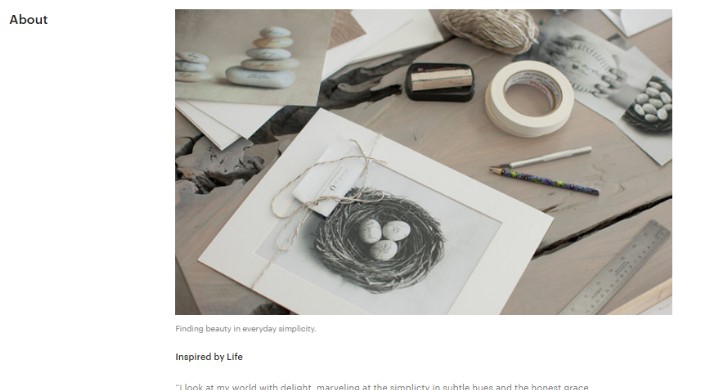 About
Finding beauty in everyday simplicity.
Inspired by Life
"I look at my world with delight, marveling at the simplicty in subtle hues and the honest grace